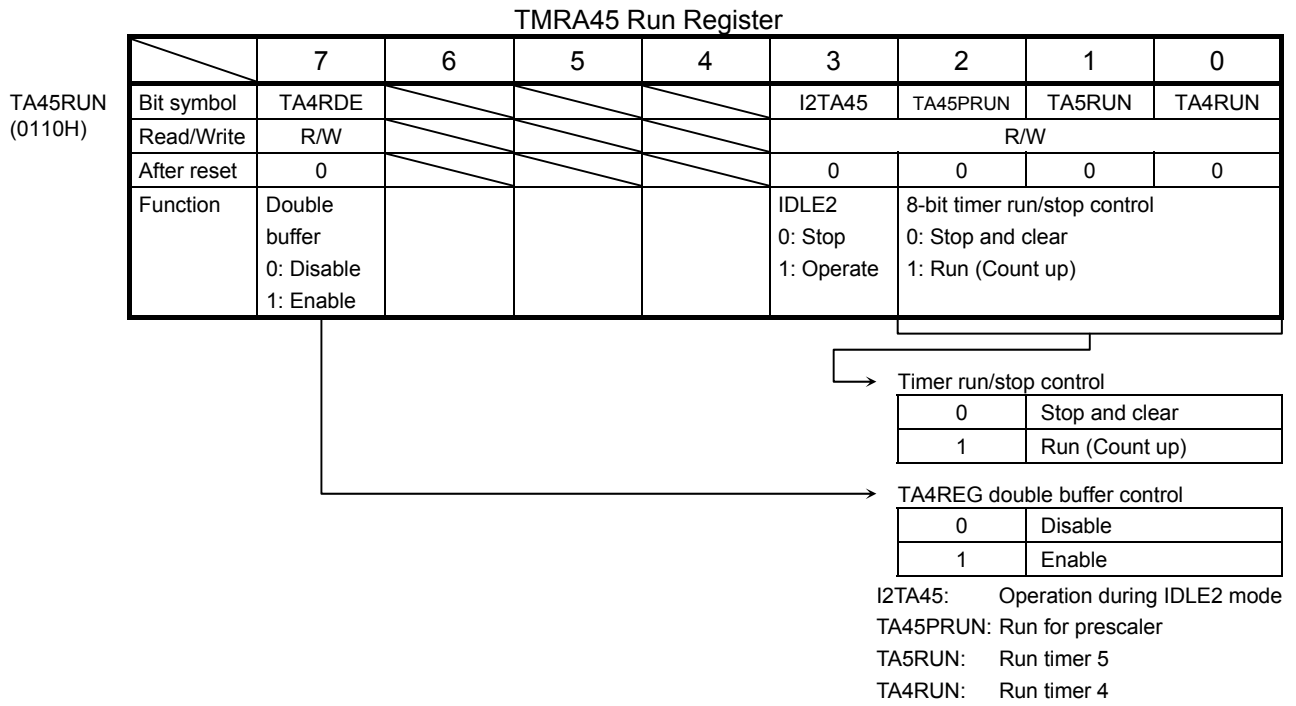 TMRA45 Run Register
7 6 5 4 3 2 1 0
TA45RUN
(0110H)
Bit symbol TA4RDE I2TA45 TA45PRUN TA5RUN TA4RUN
Read/Write R/W R/W
After reset 0 0 0 0 0
Function Double IDLE2 8-bit timer run/stop control
buffer 0: Stop 0: Stop and clear
0: Disable 1: Operate 1: Run (Count up)
1: Enable
Timer run/stop control
0 Stop and clear
1 Run (Count up)
TA4REG double buffer control
0 Disable
1 Enable
I2TA45: Operation during IDLE2 mode
TA45PRUN: Run for prescaler
TA5RUN: Run timer 5
TA4RUN: Run timer 4